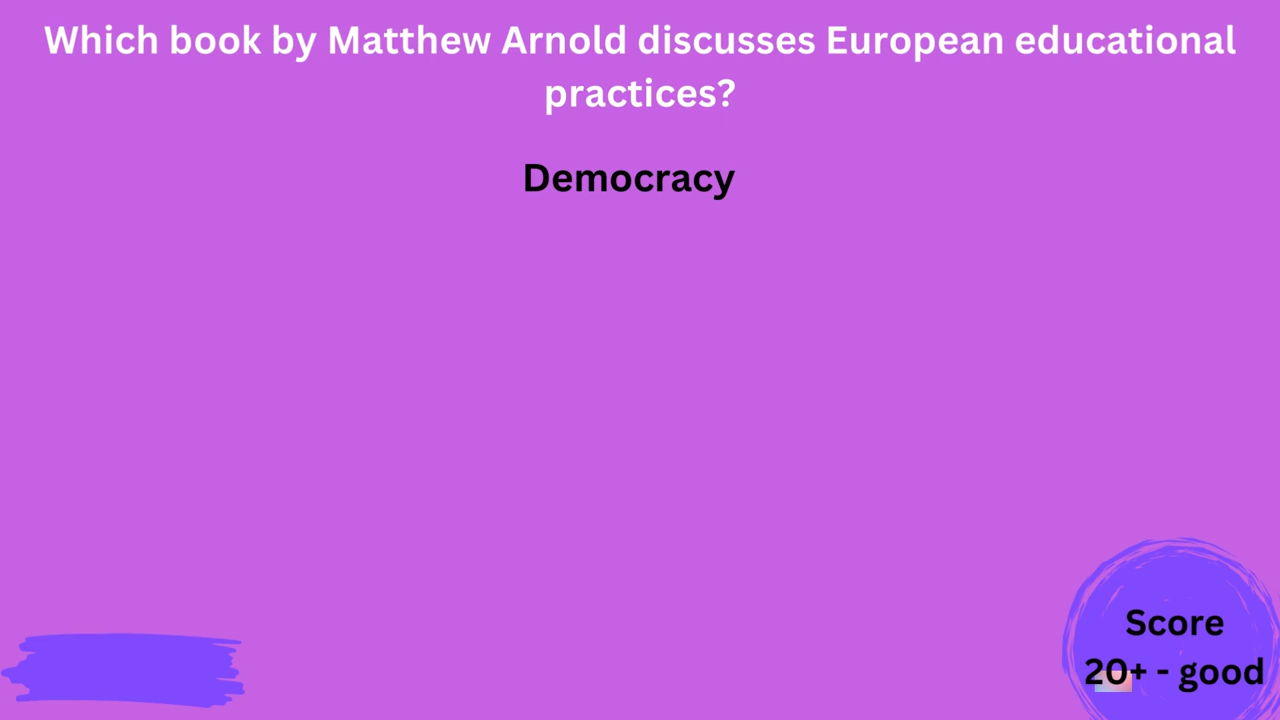 Which book by Matthew Arnold discusses European educational
practices?
Democracy
Score
20+ - good